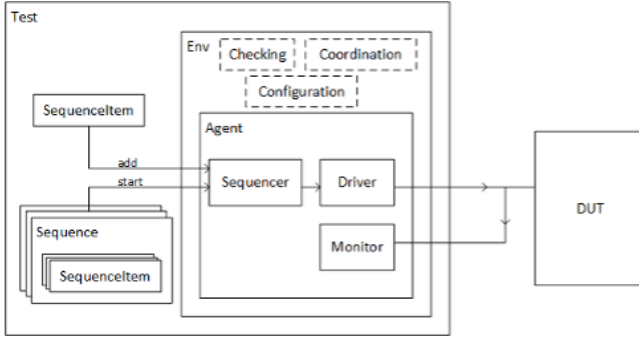 Test
Env
Checking
Coordination
Configuration
SequenceItem
Agent
add
start
Sequencer
Driver
DUT
Sequence
Monitor
SequenceItem